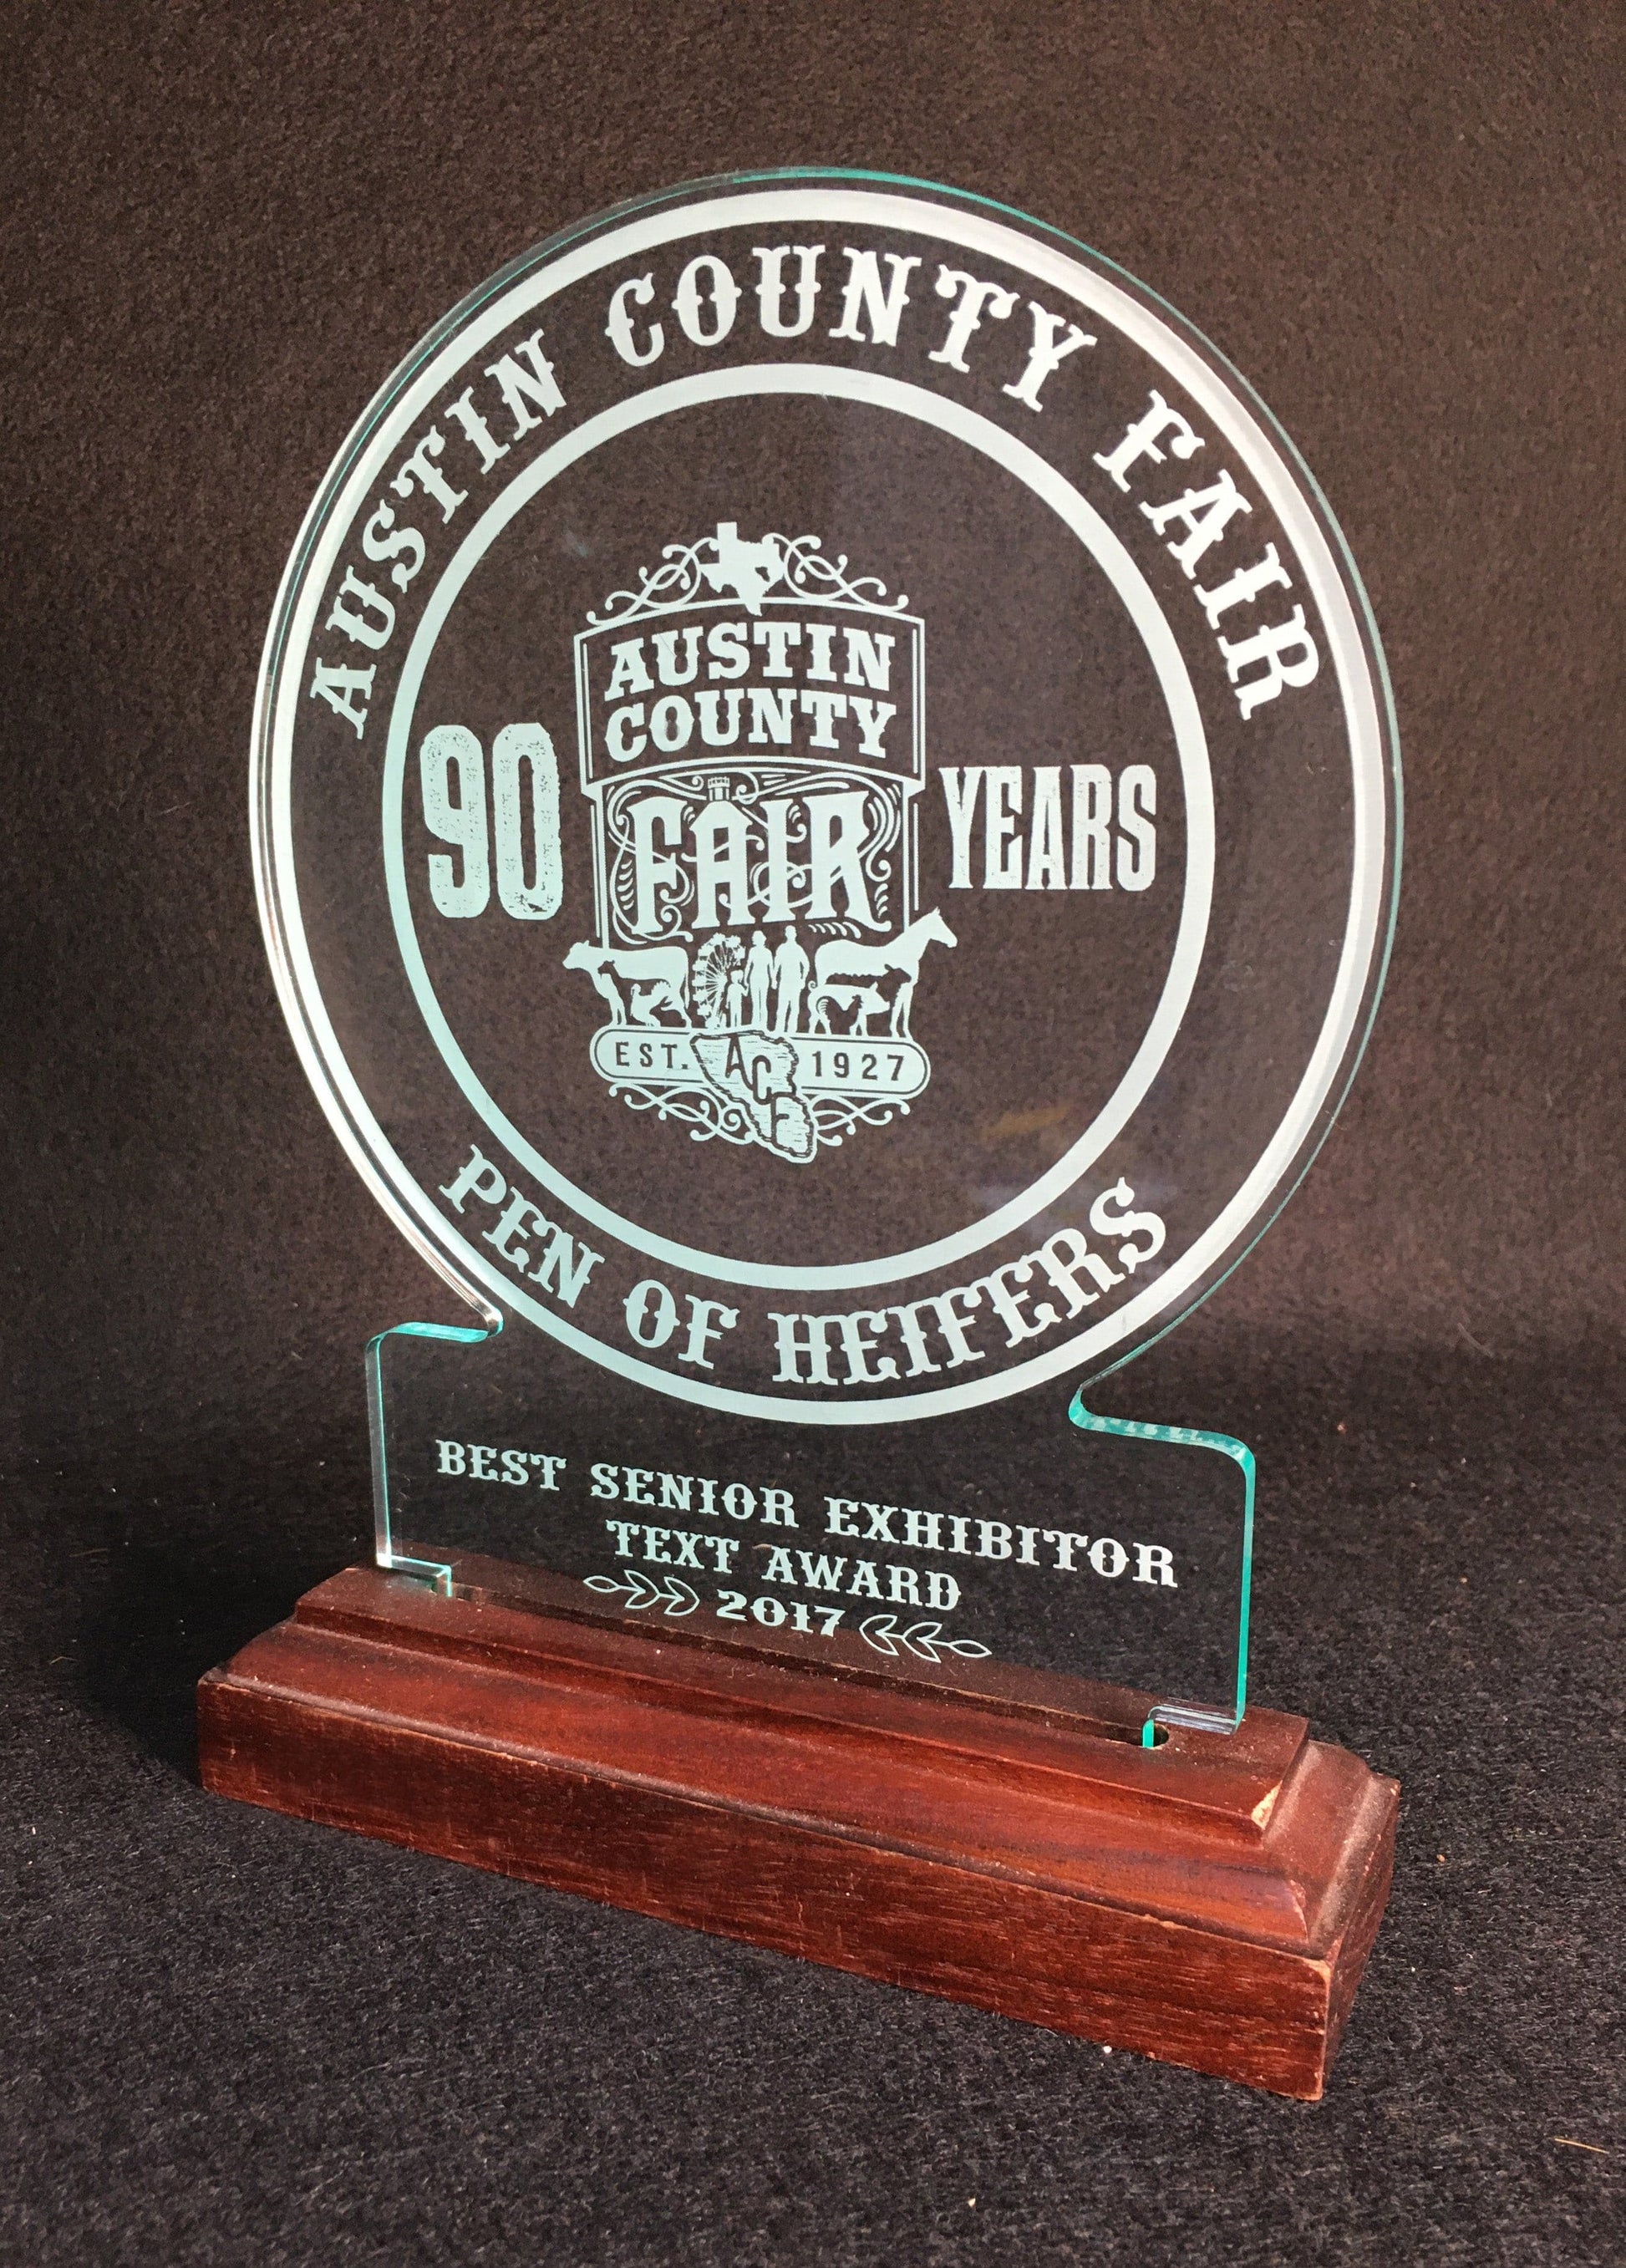 AUSTIN COUNTY FAIR
90
AUSTIN
COUNTY
FAIR
YEARS
EST. ACF 1927
PEN OF HEIFERS
BEST SENIOR EXHIBITOR
TEXT AWARD
2017